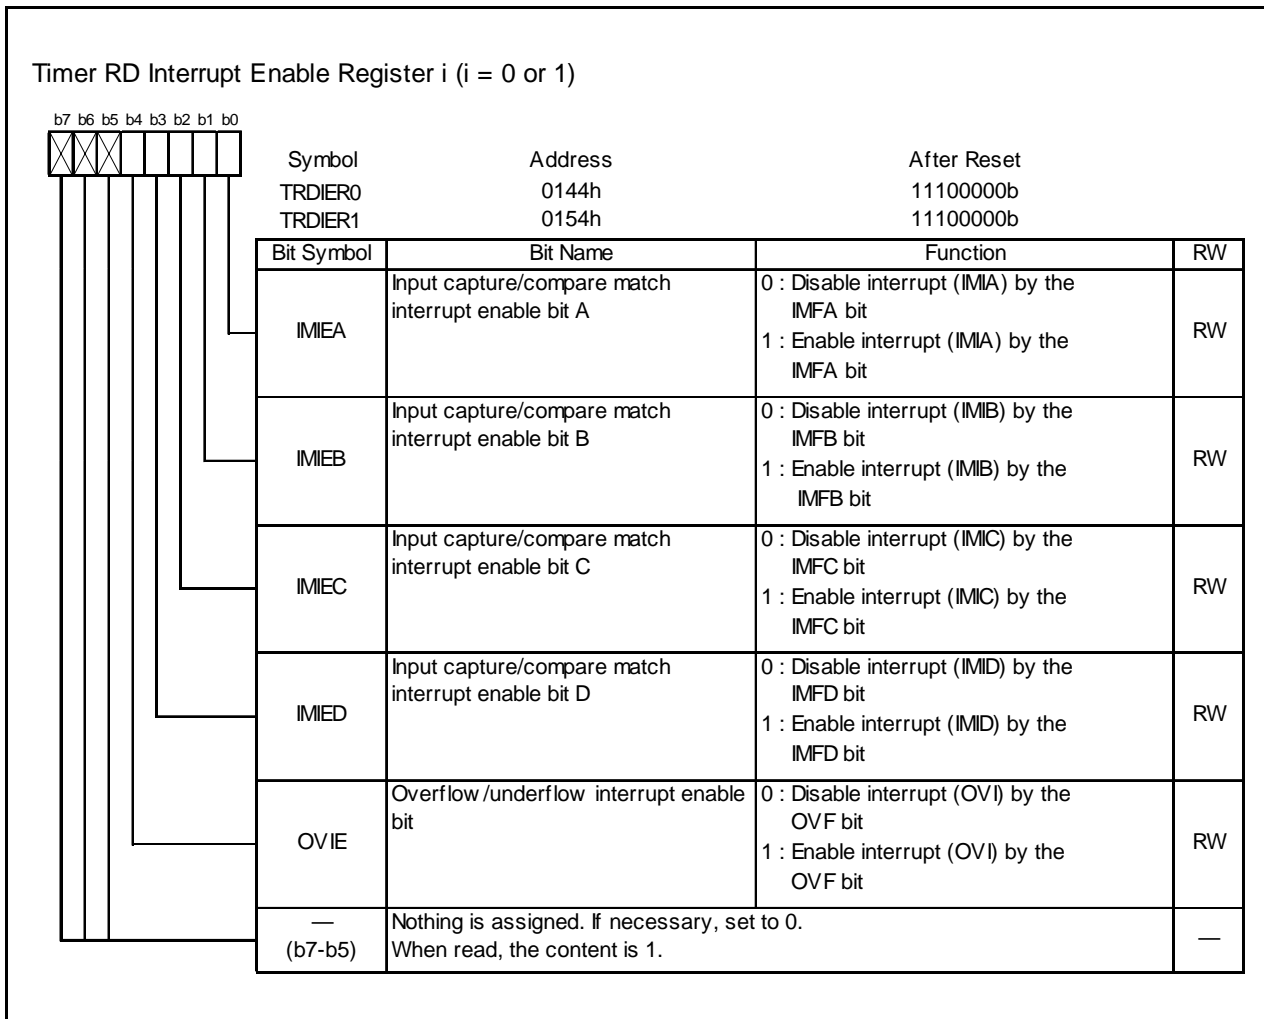 Timer RD Interrupt Enable Register i (i = 0 or 1)
b7 b6 b5 b4 b3 b2 b1 b0
Symbol Address After Reset
TRDIER0 0144h 11100000b
TRDIER1 0154h 11100000b
Bit Symbol Bit Name Function RW
IMIEA
Input capture/compare match
interrupt enable bit A
0 : Disable interrupt (IMIA) by the
IMFA bit
1 : Enable interrupt (IMIA) by the
IMFA bit
RW
IMIEB
Input capture/compare match
interrupt enable bit B
0 : Disable interrupt (IMIB) by the
IMFB bit
1 : Enable interrupt (IMIB) by the
IMFB bit
RW
IMIEC
Input capture/compare match
interrupt enable bit C
0 : Disable interrupt (IMIC) by the
IMFC bit
1 : Enable interrupt (IMIC) by the
IMFC bit
RW
IMIED
Input capture/compare match
interrupt enable bit D
0 : Disable interrupt (IMID) by the
IMFD bit
1 : Enable interrupt (IMID) by the
IMFD bit
RW
OVIE
Overflow/underflow interrupt enable
bit
0 : Disable interrupt (OVI) by the
OVF bit
1 : Enable interrupt (OVI) by the
OVF bit
RW
—
(b7-b5)
Nothing is assigned. If necessary, set to 0.
When read, the content is 1.
—